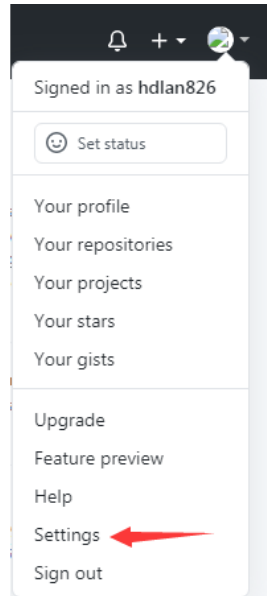 Signed in as hdlan826
Set status
Your profile
Your repositories
Your projects
Your stars
Your gists
Upgrade
Feature preview
Help
Settings
Sign out